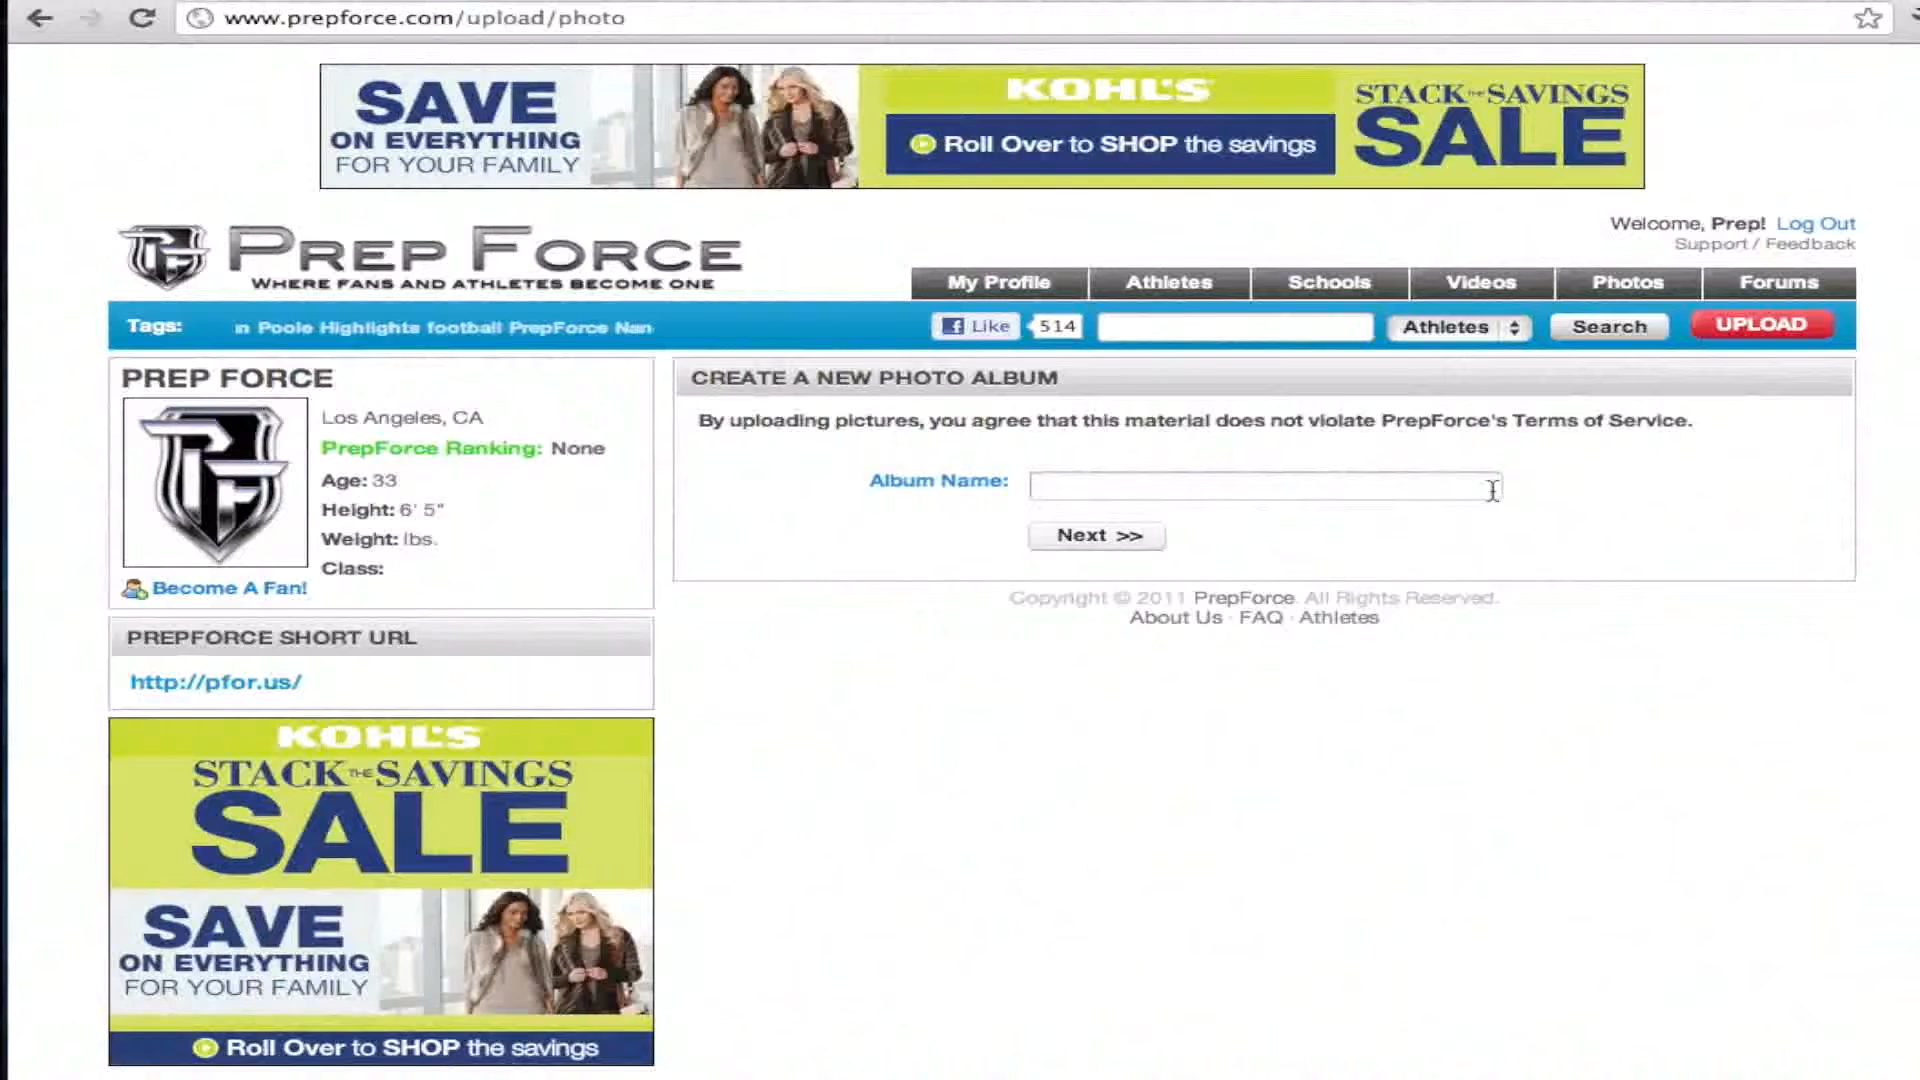 www.prepforce.com/upload/photo
SAVE
ON EVERYTHING
FOR YOUR FAMILY
KOHL'S
Roll Over to SHOP the savings
STACK THE SAVINGS
SALE
Welcome, Prep! Log Out
Support / Feedback
PREP FORCE
WHERE FANS AND ATHLETES BECOME ONE
My Profile Athletes Schools Videos Photos Forums
Tags: in Poole Highlights football PrepForce Nan
Like 514 Athletes Search UPLOAD
PREP FORCE
Los Angeles, CA
PrepForce Ranking: None
Age: 33
Height: 6' 5"
Weight: lbs.
Class:
Become A Fan!
CREATE A NEW PHOTO ALBUM
By uploading pictures, you agree that this material does not violate PrepForce's Terms of Service.
Album Name:
Next >>
Copyright © 2011 PrepForce. All Rights Reserved.
About Us · FAQ · Athletes
PREPFORCE SHORT URL
http://pfor.us/
KOHL'S
STACK THE SAVINGS
SALE
SAVE
ON EVERYTHING
FOR YOUR FAMILY
Roll Over to SHOP the savings